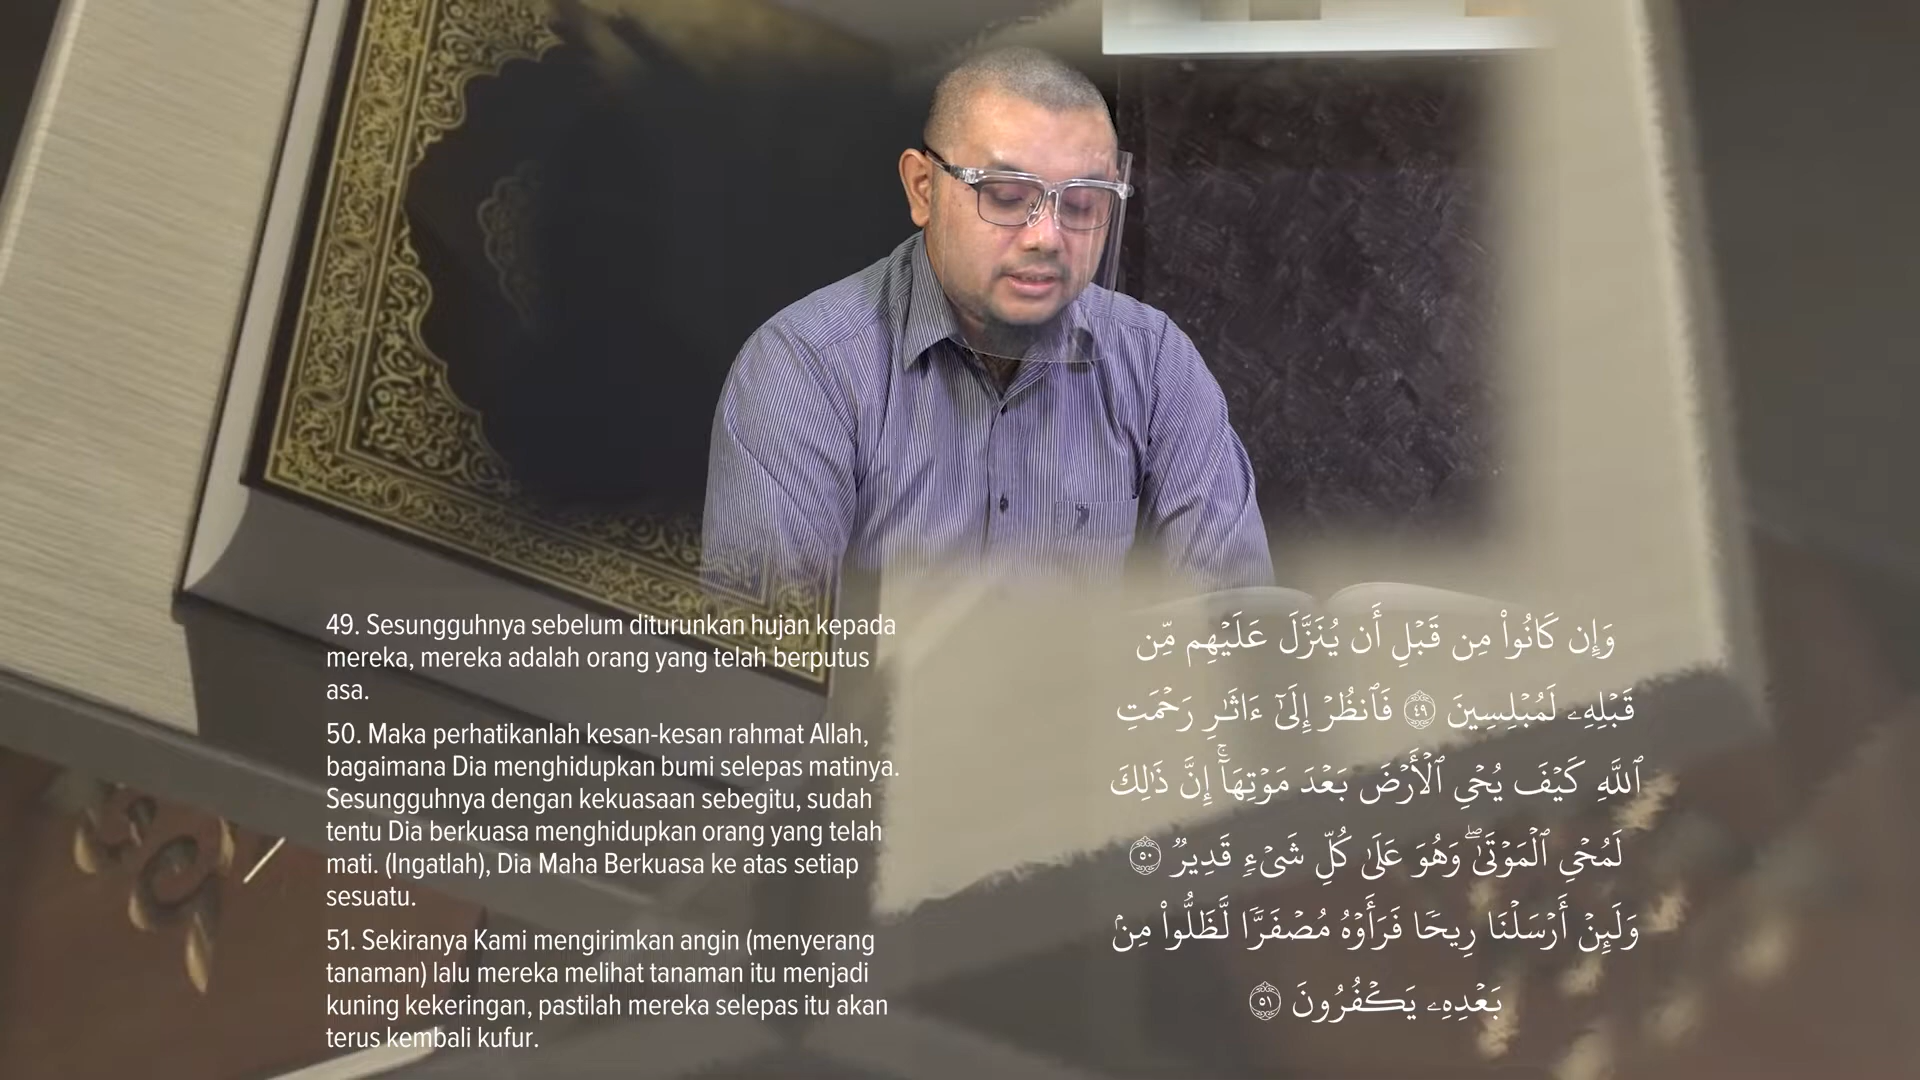 49. Sesungguhnya sebelum diturunkan hujan kepada
mereka, mereka adalah orang yang telah berputus
asa.
50. Maka perhatikanlah kesan-kesan rahmat Allah,
bagaimana Dia menghidupkan bumi selepas matinya.
Sesungguhnya dengan kekuasaan sebegitu, sudah
tentu Dia berkuasa menghidupkan orang yang telah
mati. (Ingatlah), Dia Maha Berkuasa ke atas setiap
sesuatu.
51. Sekiranya Kami mengirimkan angin (menyerang
tanaman) lalu mereka melihat tanaman itu menjadi
kuning kekeringan, pastilah mereka selepas itu akan
terus kembali kufur.
وَإِن كَانُوا۟ مِن قَبْلِ أَن يُنَزَّلَ عَلَيْهِم مِّن
قَبْلِهِۦ لَمُبْلِسِينَ ٤٩ فَٱنظُرْ إِلَىٰٓ ءَاثَـٰرِ رَحْمَتِ
ٱللَّهِ كَيْفَ يُحْىِ ٱلْأَرْضَ بَعْدَ مَوْتِهَآ ۚ إِنَّ ذَٰلِكَ
لَمُحْىِ ٱلْمَوْتَىٰ ۖ وَهُوَ عَلَىٰ كُلِّ شَىْءٍ قَدِيرٌ ٥٠
وَلَئِنْ أَرْسَلْنَا رِيحًا فَرَأَوْهُ مُصْفَرًّا لَّظَلُّوا۟ مِنۢ
بَعْدِهِۦ يَكْفُرُونَ ٥١